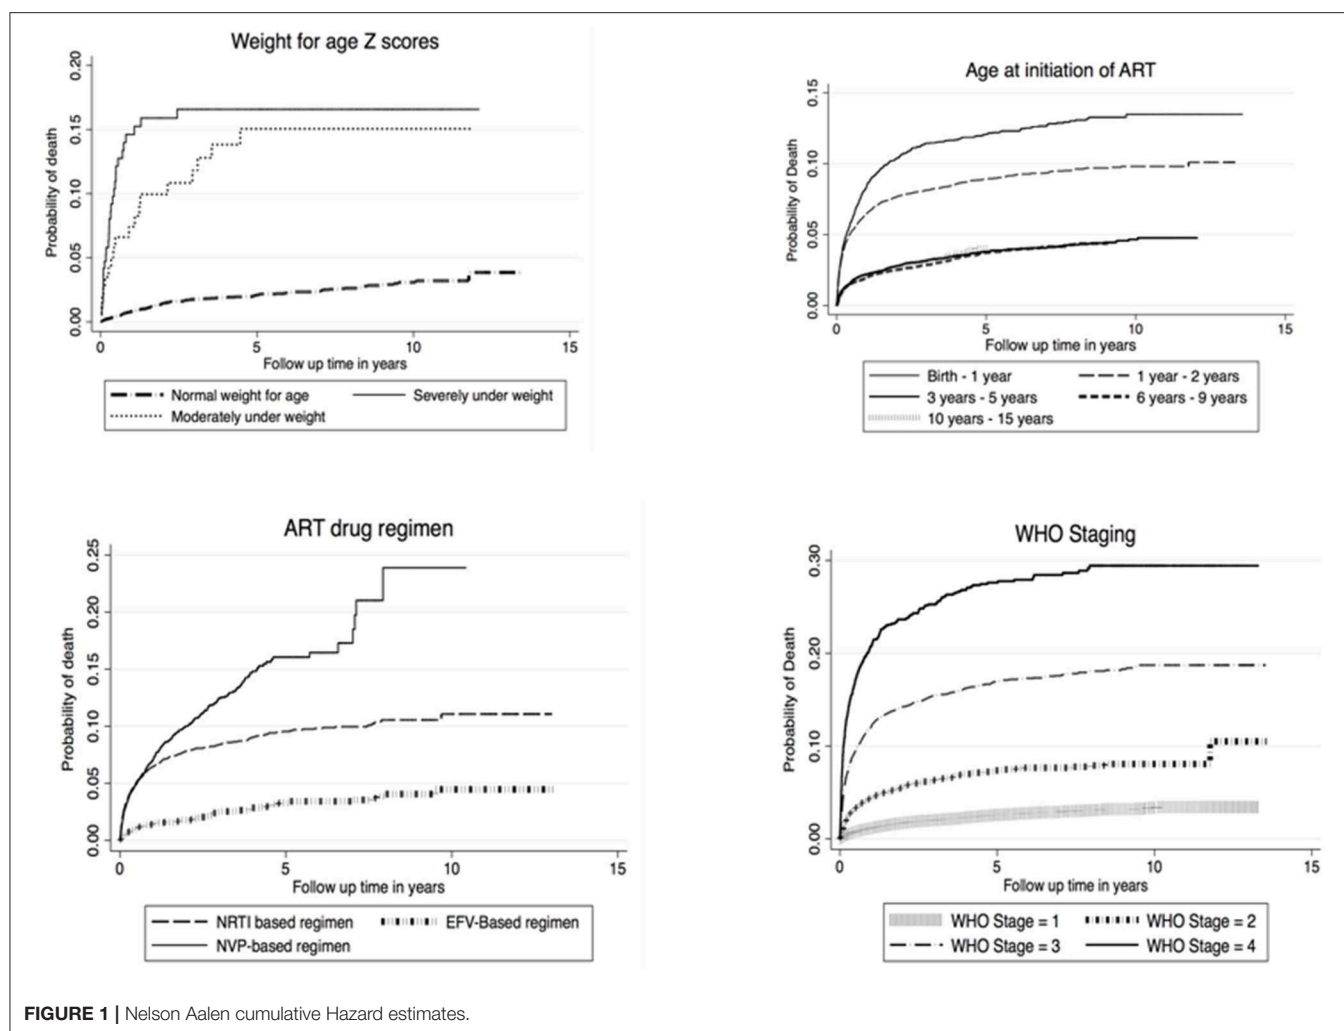 Weight for age Z scores
Probability of death
0.00 0.05 0.10 0.15 0.20
0 5 10 15
Follow up time in years
Normal weight for age Severely under weight
Moderately under weight
Age at initiation of ART
Probability of Death
0.00 0.05 0.10 0.15
0 5 10 15
Follow up time in years
Birth - 1 year 1 year - 2 years
3 years - 5 years 6 years - 9 years
10 years - 15 years
ART drug regimen
Probability of death
0.00 0.05 0.10 0.15 0.20 0.25
0 5 10 15
Follow up time in years
NRTI based regimen EFV-Based regimen
NVP-based regimen
WHO Staging
Probability of Death
0.00 0.10 0.20 0.30
0 5 10 15
Follow up time in years
WHO Stage = 1 WHO Stage = 2
WHO Stage = 3 WHO Stage = 4
FIGURE 1 | Nelson Aalen cumulative Hazard estimates.